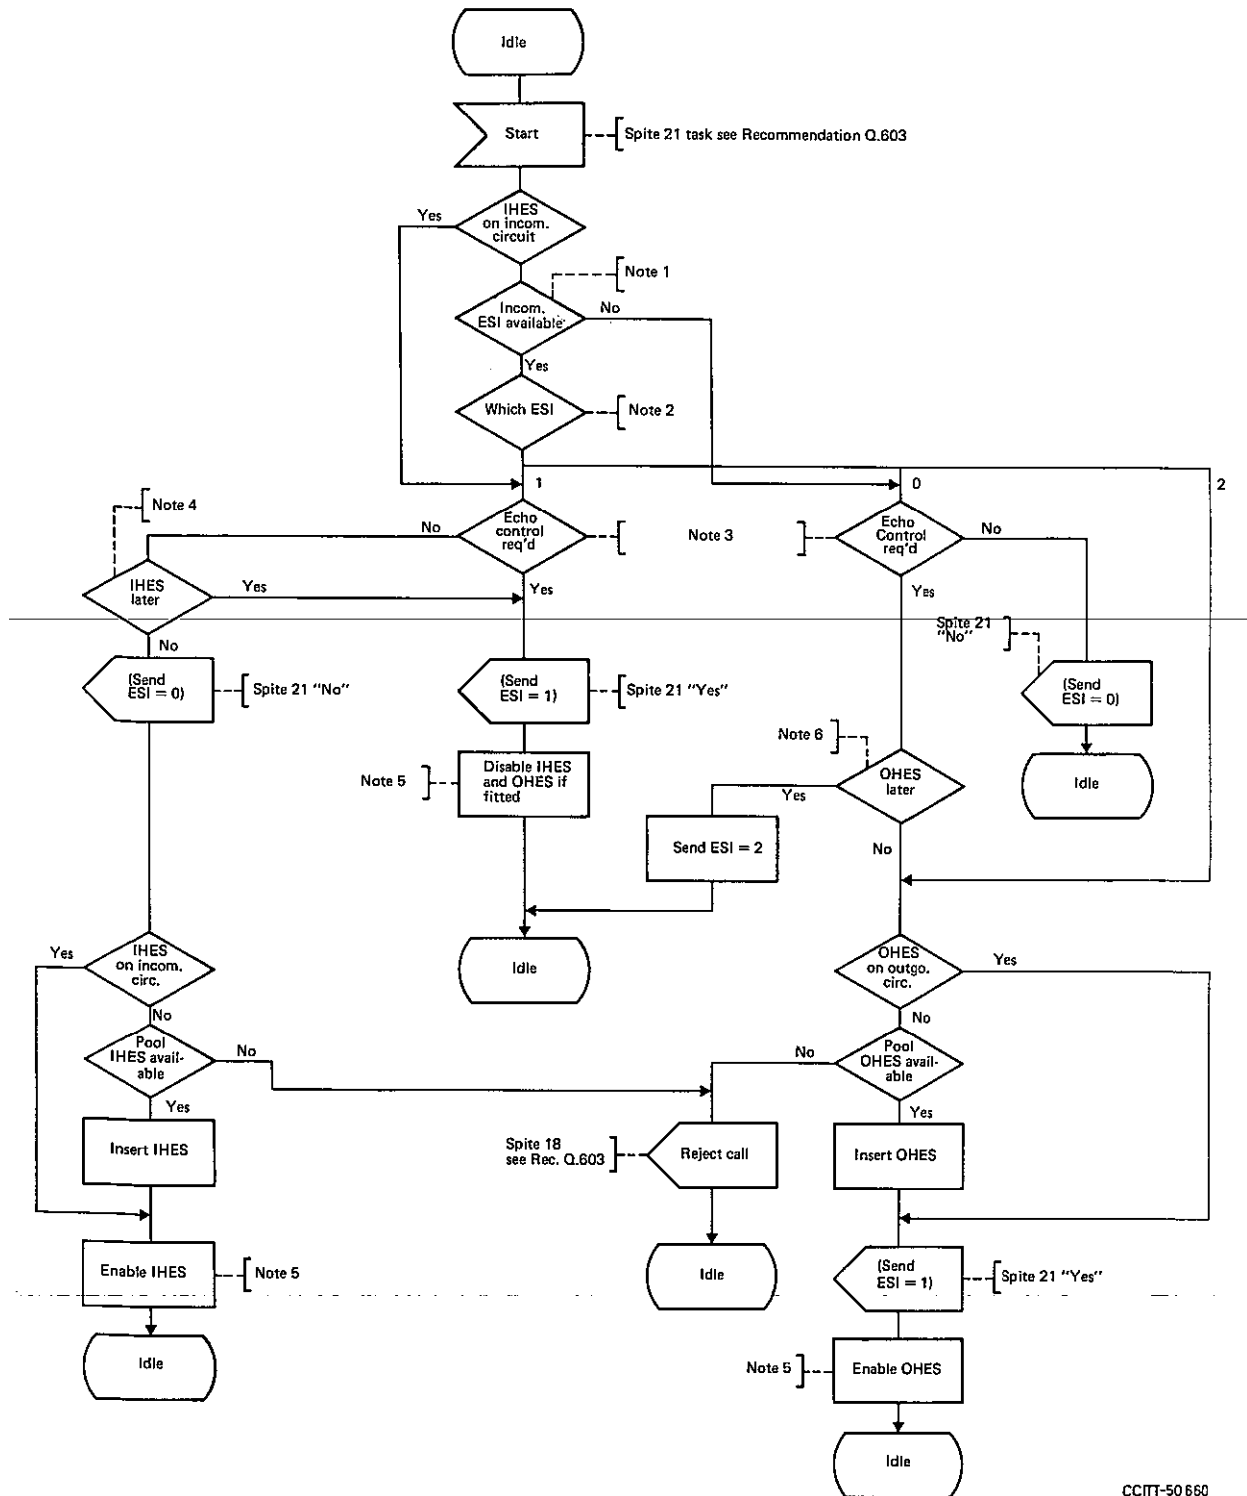 Idle
Start
Spite 21 task see Recommendation Q.603
Yes
IHES
on incom.
circuit
Note 1
Incom.
ESI available
No
Yes
Which ESI
Note 2
1
0
2
Note 4
No
Echo
control
req'd
Note 3
Echo
Control
req'd
No
IHES
later
Yes
Yes
Yes
No
Spite 21
"No"
(Send
ESI = 0)
Spite 21 "No"
(Send
ESI = 1)
Spite 21 "Yes"
(Send
ESI = 0)
Note 5
Disable IHES
and OHES if
fitted
Note 6
OHES
later
Yes
Idle
Send ESI = 2
No
Yes
IHES
on incom.
circ.
Idle
OHES
on outgo.
circ.
Yes
No
No
Pool
IHES avail-
able
No
No
Pool
OHES avail-
able
Yes
Yes
Insert IHES
Spite 18
see Rec. Q.603
Reject call
Insert OHES
Enable IHES
Note 5
Idle
(Send
ESI = 1)
Spite 21 "Yes"
Idle
Note 5
Enable OHES
Idle
CCITT-50 660